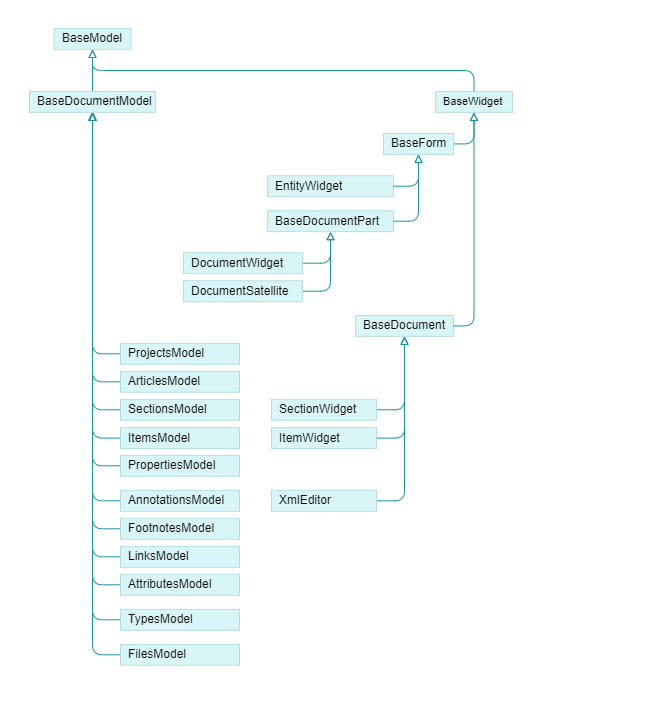 BaseModel
BaseDocumentModel
BaseWidget
BaseForm
EntityWidget
BaseDocumentPart
DocumentWidget
DocumentSatellite
BaseDocument
ProjectsModel
ArticlesModel
SectionsModel
SectionWidget
ItemsModel
ItemWidget
PropertiesModel
AnnotationsModel
XmlEditor
FootnotesModel
LinksModel
AttributesModel
TypesModel
FilesModel